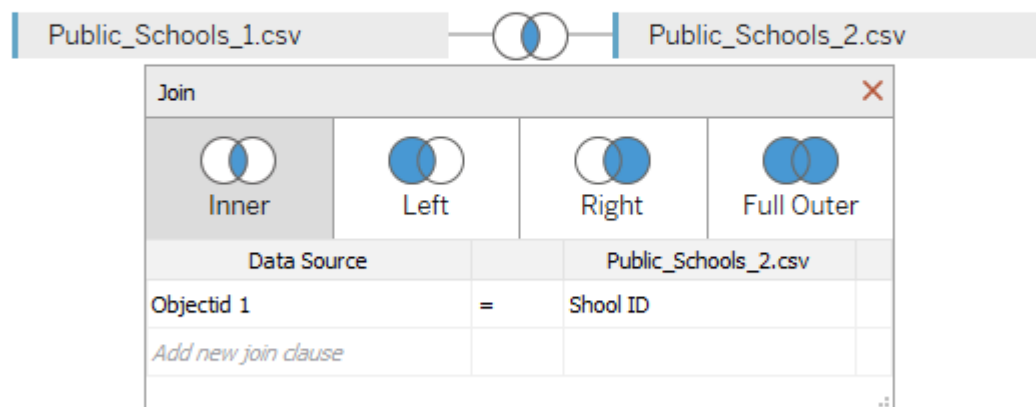 Public_Schools_1.csv Public_Schools_2.csv
Join
Inner Left Right Full Outer
Data Source Public_Schools_2.csv
Objectid 1 = Shool ID
Add new join clause